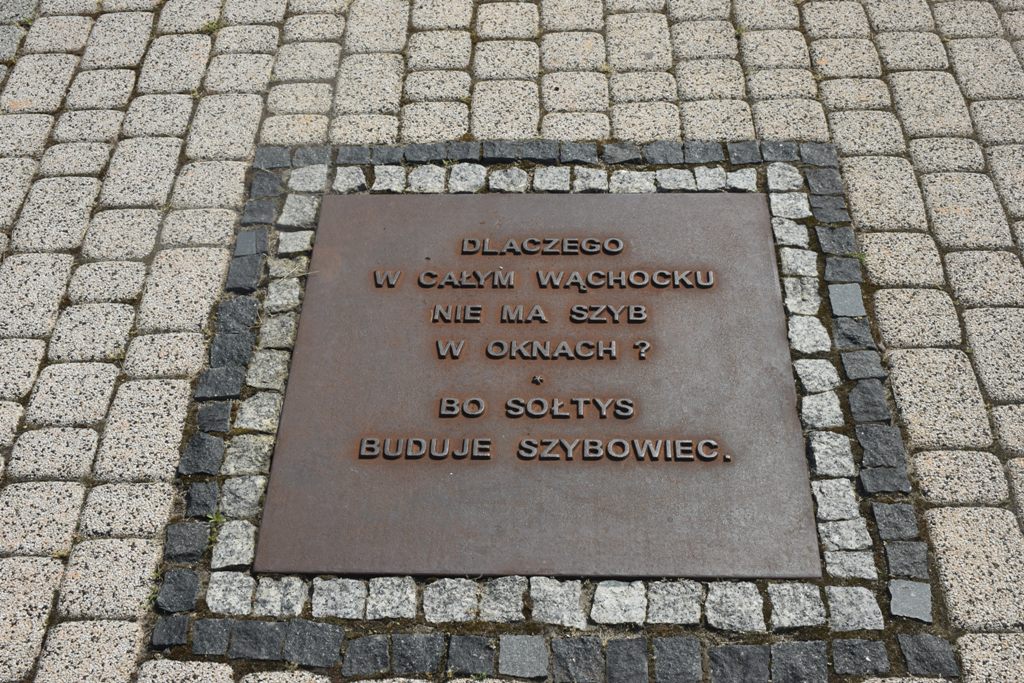 DLACZEGO
W CAŁYM WĄCHOCKU
NIE MA SZYB
W OKNACH ?
*
BO SOŁTYS
BUDUJE SZYBOWIEC.